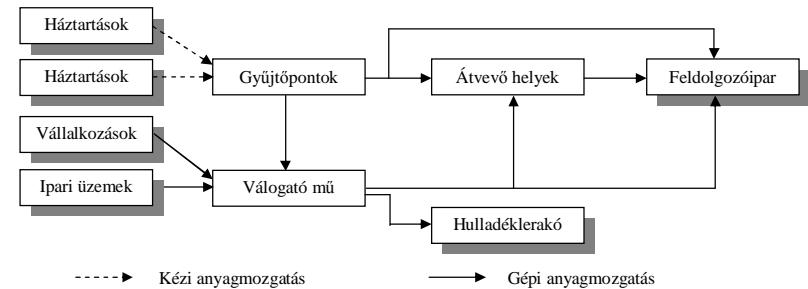 Háztartások
Háztartások
Gyűjtőpontok
Átvevő helyek
Feldolgozóipar
Vállalkozások
Ipari üzemek
Válogató mű
Hulladéklerakó
Kézi anyagmozgatás
Gépi anyagmozgatás